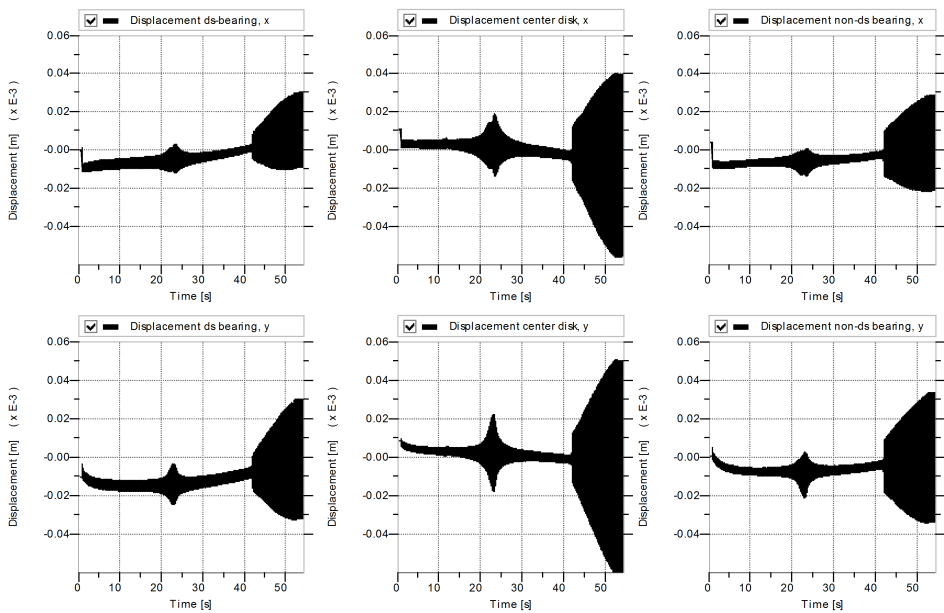 Displacement ds-bearing, x
Displacement center disk, x
Displacement non-ds bearing, x
Displacement [m] ( x E-3 )
0.06
0.04
0.02
-0.00
-0.02
-0.04
0 10 20 30 40 50
Time [s]
Displacement [m] ( x E-3 )
0.06
0.04
0.02
-0.00
-0.02
-0.04
0 10 20 30 40 50
Time [s]
Displacement [m] ( x E-3 )
0.06
0.04
0.02
-0.00
-0.02
-0.04
0 10 20 30 40 50
Time [s]
Displacement ds bearing, y
Displacement center disk, y
Displacement non-ds bearing, y
Displacement [m] ( x E-3 )
0.06
0.04
0.02
-0.00
-0.02
-0.04
0 10 20 30 40 50
Time [s]
Displacement [m] ( x E-3 )
0.06
0.04
0.02
-0.00
-0.02
-0.04
0 10 20 30 40 50
Time [s]
Displacement [m] ( x E-3 )
0.06
0.04
0.02
-0.00
-0.02
-0.04
0 10 20 30 40 50
Time [s]